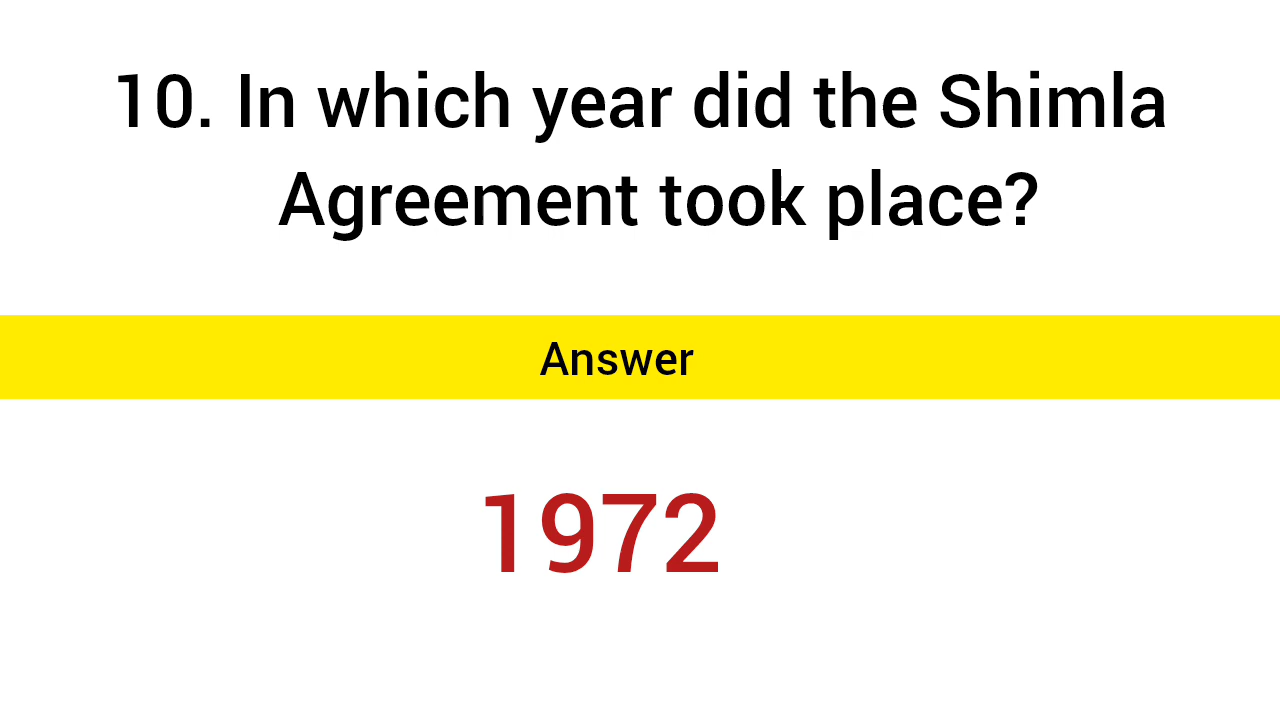 10. In which year did the Shimla
Agreement took place?
Answer
1972